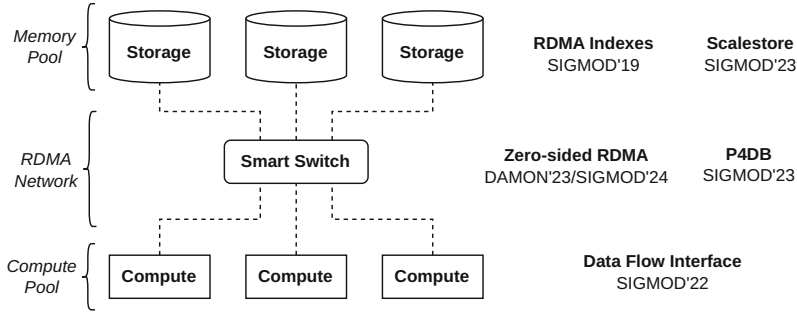 Memory
Pool
Storage
Storage
Storage
RDMA Indexes
SIGMOD'19
Scalestore
SIGMOD'23
RDMA
Network
Smart Switch
Zero-sided RDMA
DAMON'23/SIGMOD'24
P4DB
SIGMOD'23
Compute
Pool
Compute
Compute
Compute
Data Flow Interface
SIGMOD'22